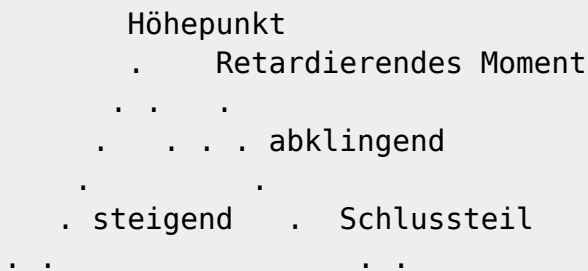 Höhepunkt
. Retardierendes Moment
. . .
. . . . abklingend
. .
. steigend . Schlussteil
. . . .